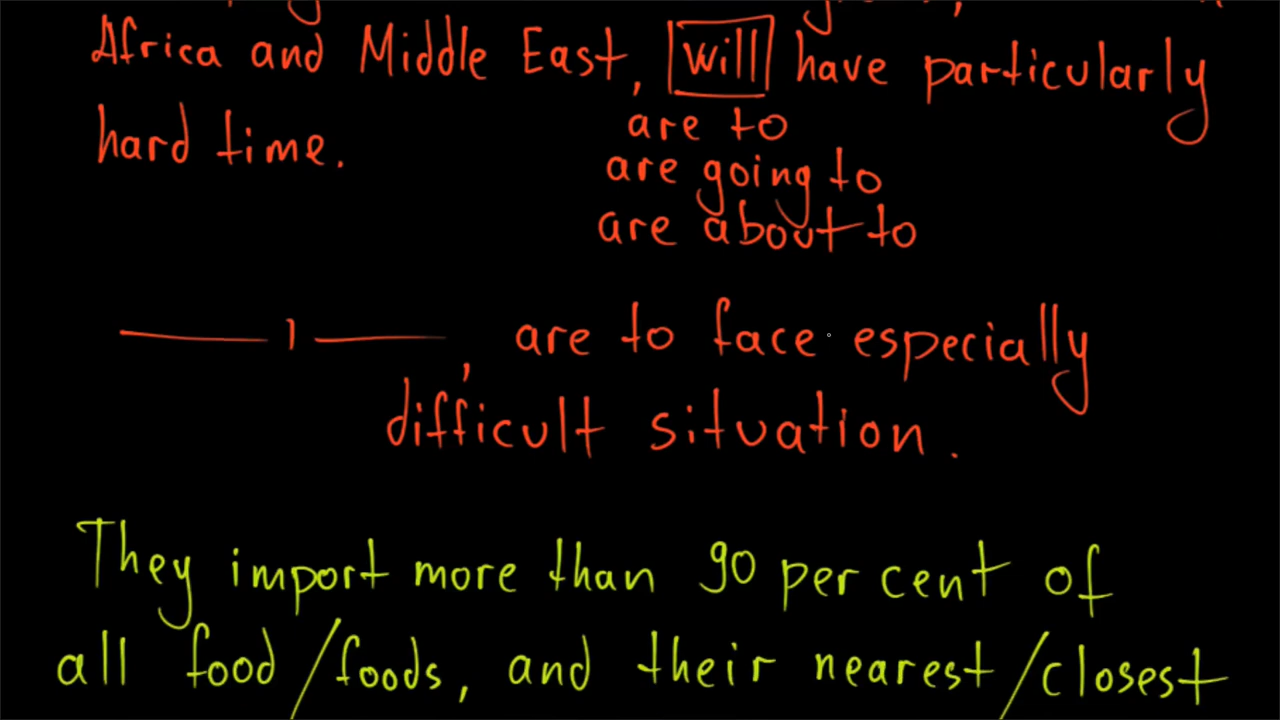 Africa and Middle East, will have particularly
hard time.
are to
are going to
are about to
— 1 —, are to face especially
difficult situation.
They import more than 90 per cent of
all food/foods, and their nearest/closest